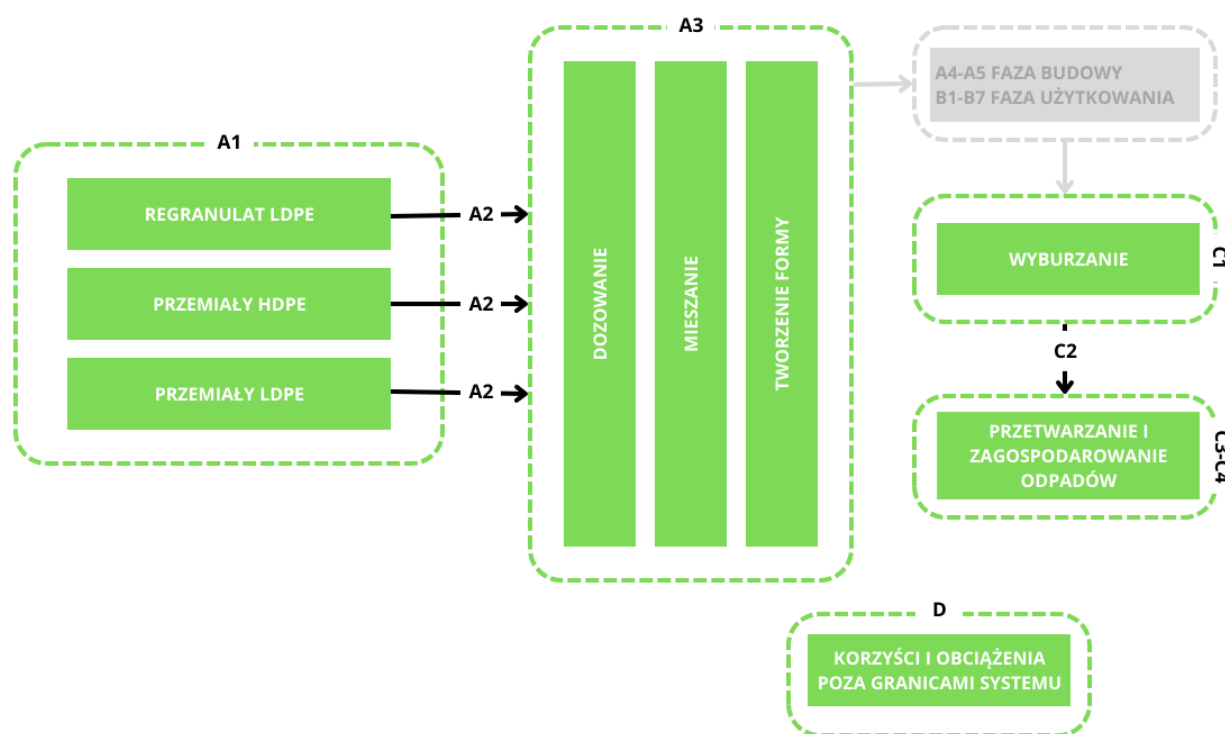 A1
REGRANULAT LDPE
PRZEMIAŁY HDPE
PRZEMIAŁY LDPE
A2
A2
A2
A3
DOZOWANIE
MIESZANIE
TWORZENIE FORMY
A4-A5 FAZA BUDOWY
B1-B7 FAZA UŻYTKOWANIA
WYBURZANIE
C1
C2
PRZETWARZANIE I
ZAGOSPODAROWANIE
ODPADÓW
C3-C4
D
KORZYŚCI I OBCIĄŻENIA
POZA GRANICAMI SYSTEMU